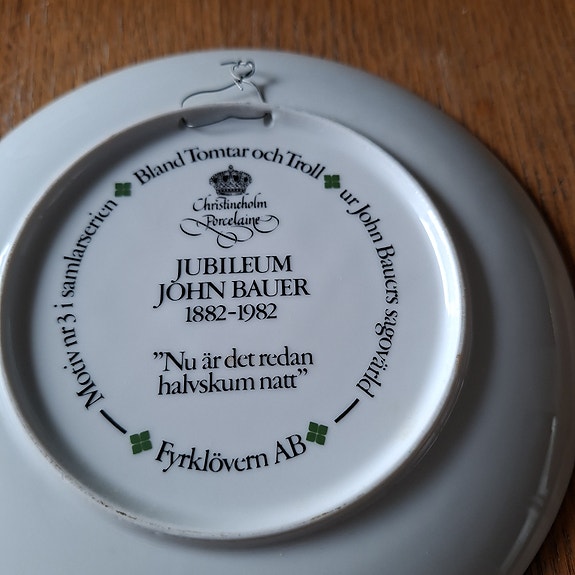 Motiv nr 3 i samlarserien
Bland Tomtar och Troll
ur John Bauers sagovärld
Christineholm
Porcelaine
JUBILEUM
JOHN BAUER
1882-1982
”Nu är det redan
halvskum natt”
Fyrklövern AB